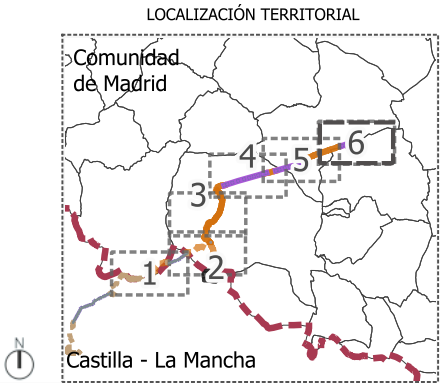 LOCALIZACIÓN TERRITORIAL
Comunidad
de Madrid
6
4
5
3
2
1
N
Castilla - La Mancha